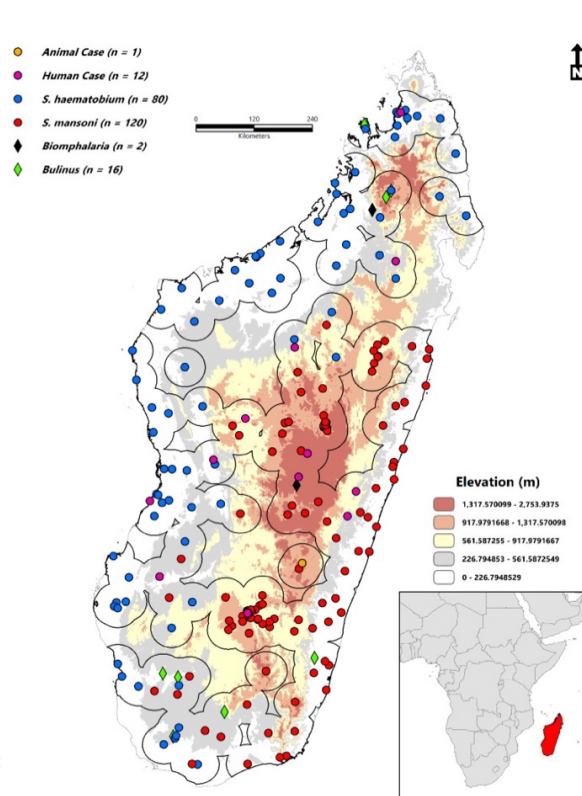 Animal Case (n = 1)
Human Case (n = 12)
S. haematobium (n = 80)
S. mansoni (n = 120)
Biomphalaria (n = 2)
Bulinus (n = 16)
0 120 240
Kilometers
N
Elevation (m)
1,317.570099 - 2,753.9375
917.9791668 - 1,317.570098
561.587255 - 917.9791667
226.794853 - 561.5872549
0 - 226.7948529